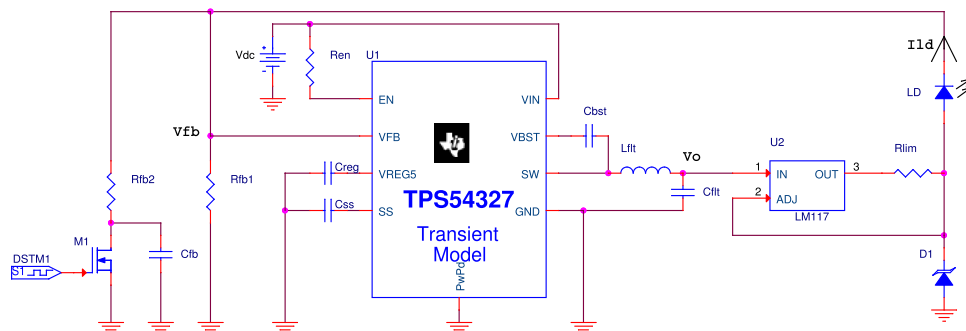 Ild
Vdc
Ren
U1
LD
EN
VIN
Cbst
Vfb
VFB
VBST
Lflt
Vo
U2
Creg
Rfb2
Rfb1
VREG5
SW
1
IN
OUT
3
Rlim
Cflt
2
ADJ
Css
SS
TPS54327
GND
LM117
M1
Cfb
Transient
Model
D1
DSTM1
S1
PwPd